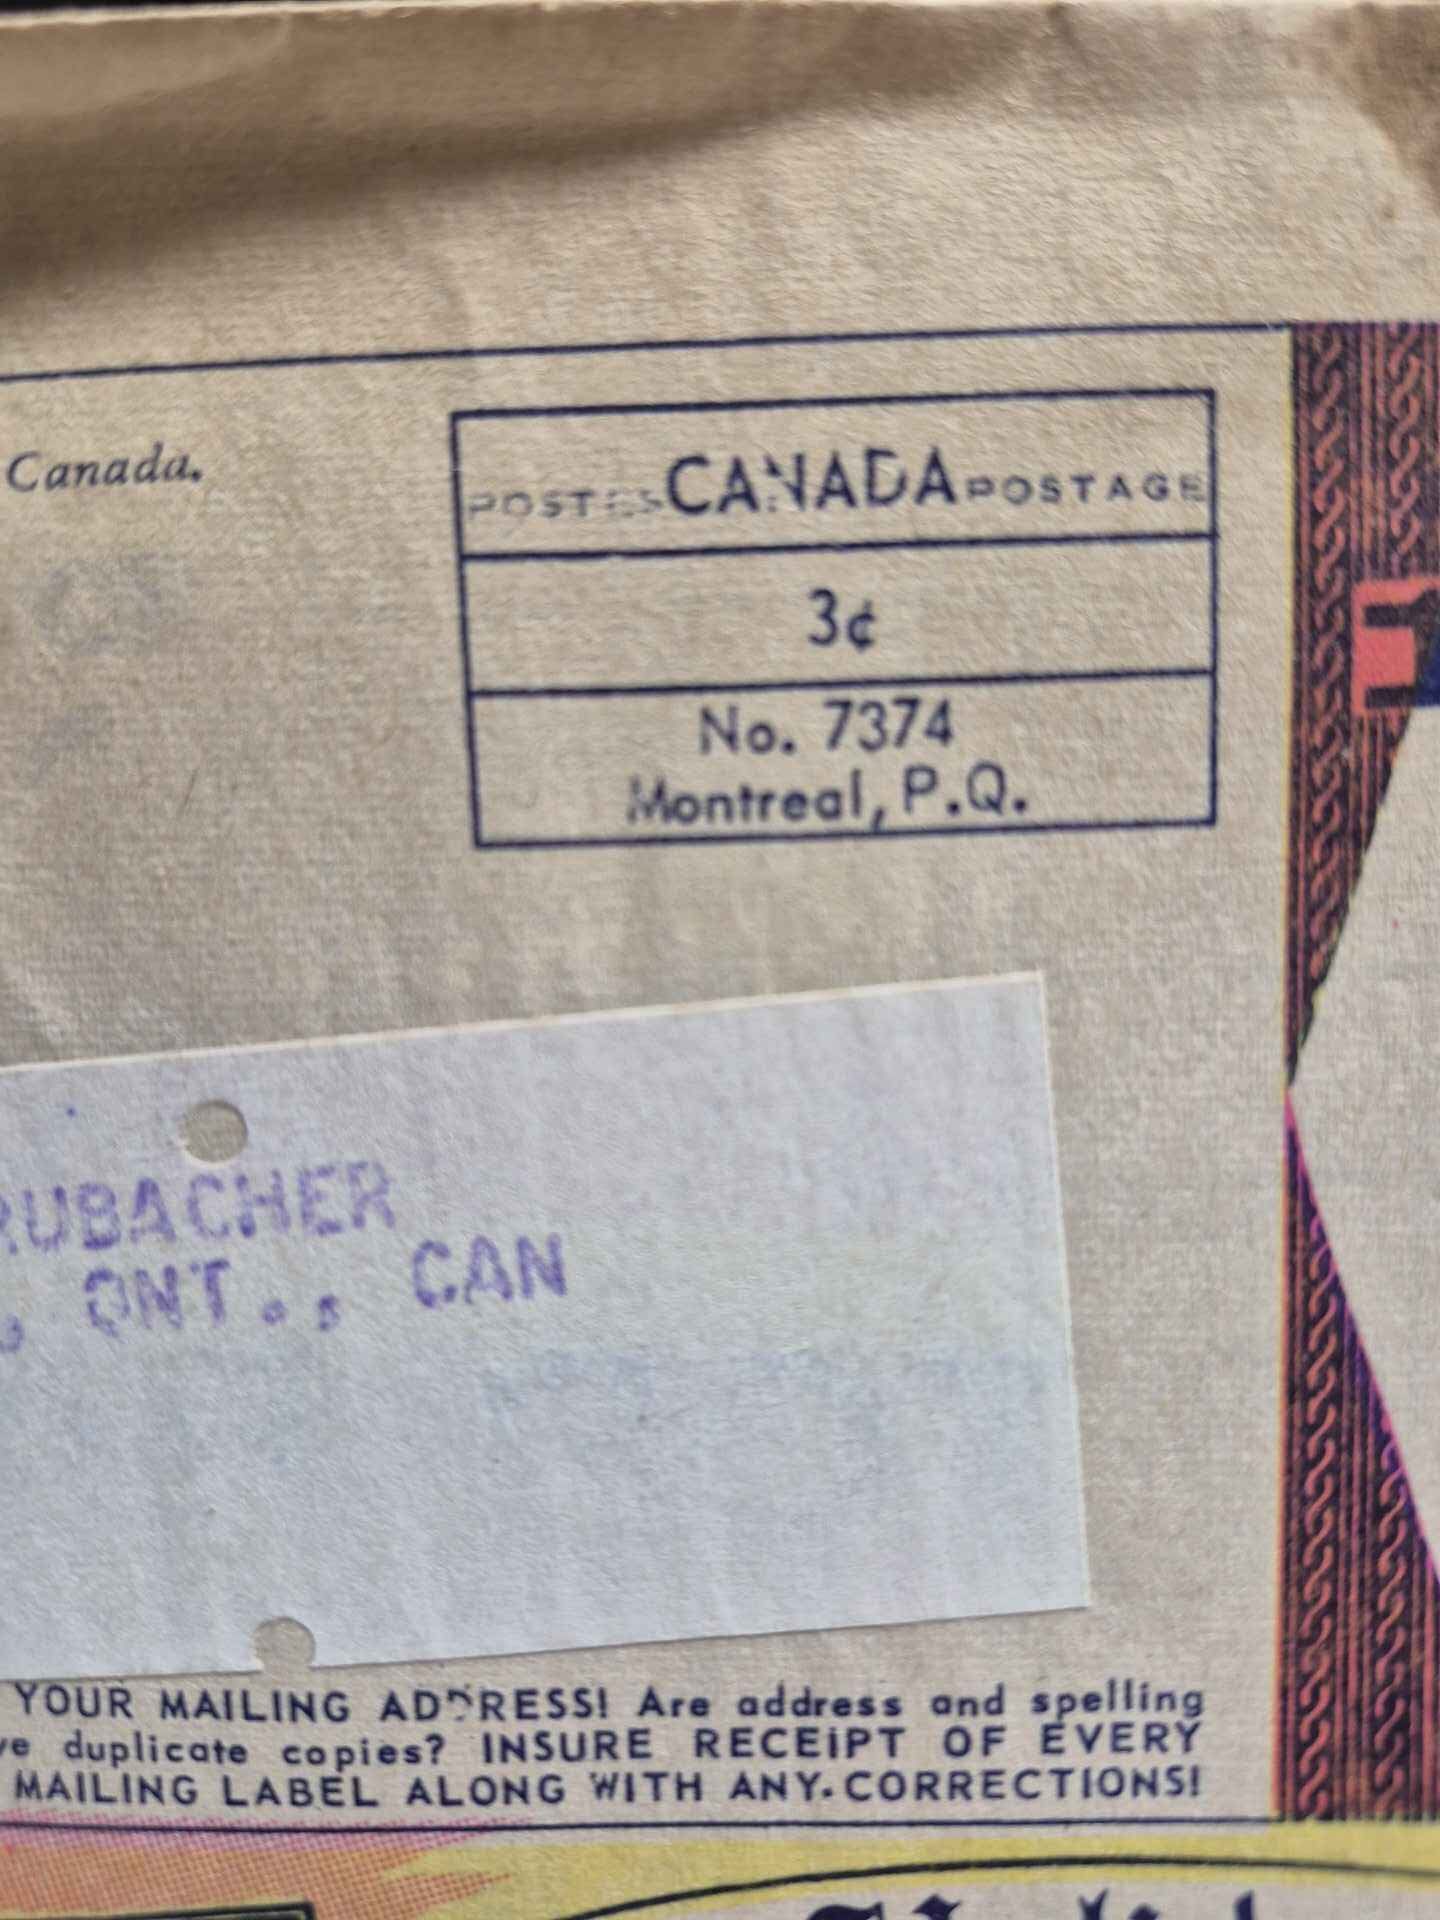 Canada.
POSTES CANADA POSTAGE
3¢
No. 7374
Montreal, P.Q.
RUBACHER
, ONT., CAN
YOUR MAILING ADDRESS! Are address and spelling
ve duplicate copies? INSURE RECEIPT OF EVERY
MAILING LABEL ALONG WITH ANY CORRECTIONS!